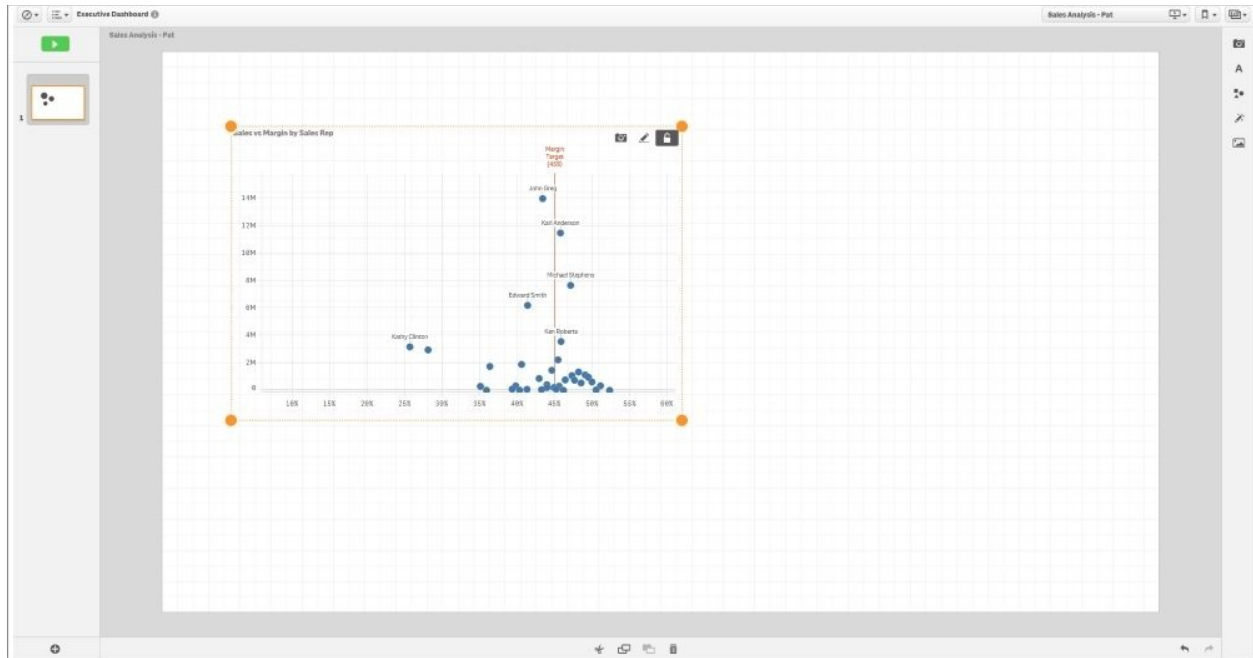 Executive Dashboard
Sales Analysis - Pat
Sales Analysis - Pat
1
Sales vs Margin by Sales Rep
Margin
Target
John Greg
14M
Karl Anderson
12M
10M
Michael Stephens
8M
Edward Smith
6M
Ken Roberts
4M
Kathy Clinton
2M
0
10% 15% 20% 25% 30% 35% 40% 45% 50% 55% 60%
A